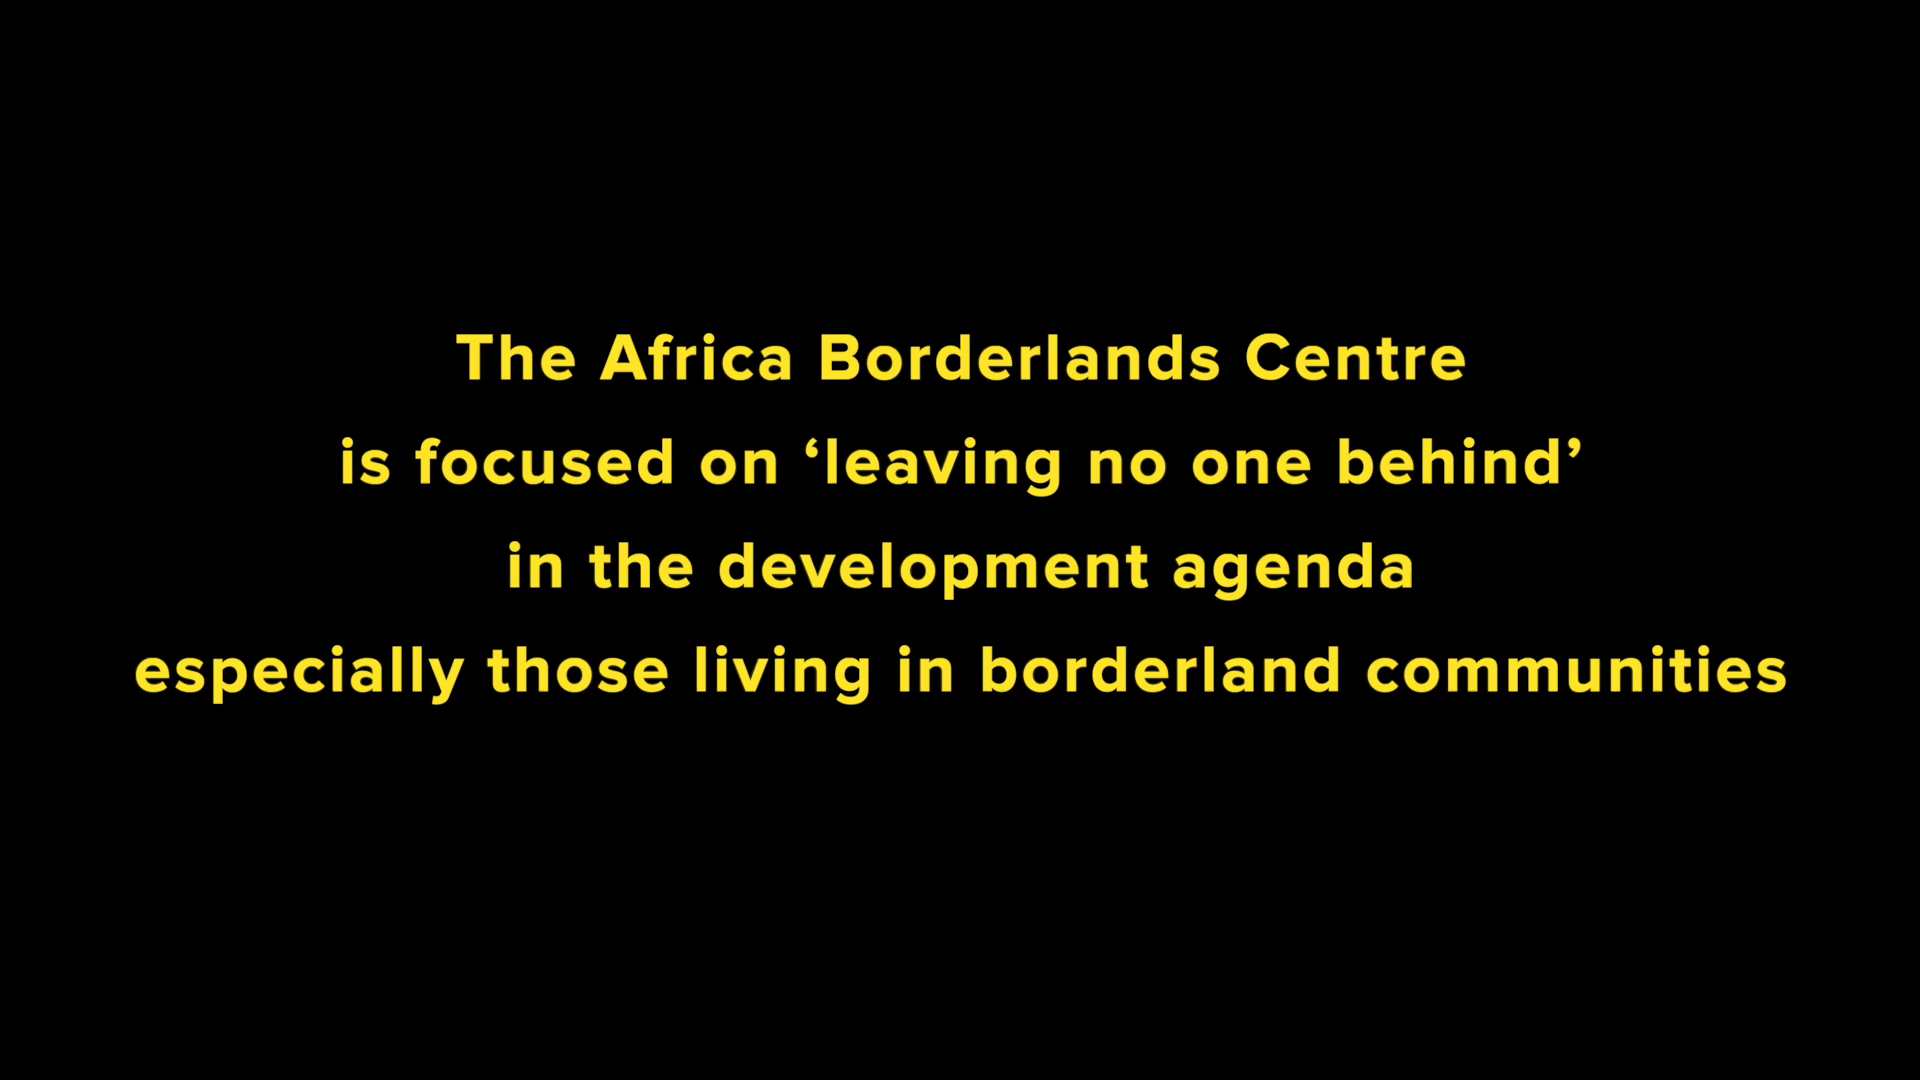 The Africa Borderlands Centre
is focused on ‘leaving no one behind’
in the development agenda
especially those living in borderland communities